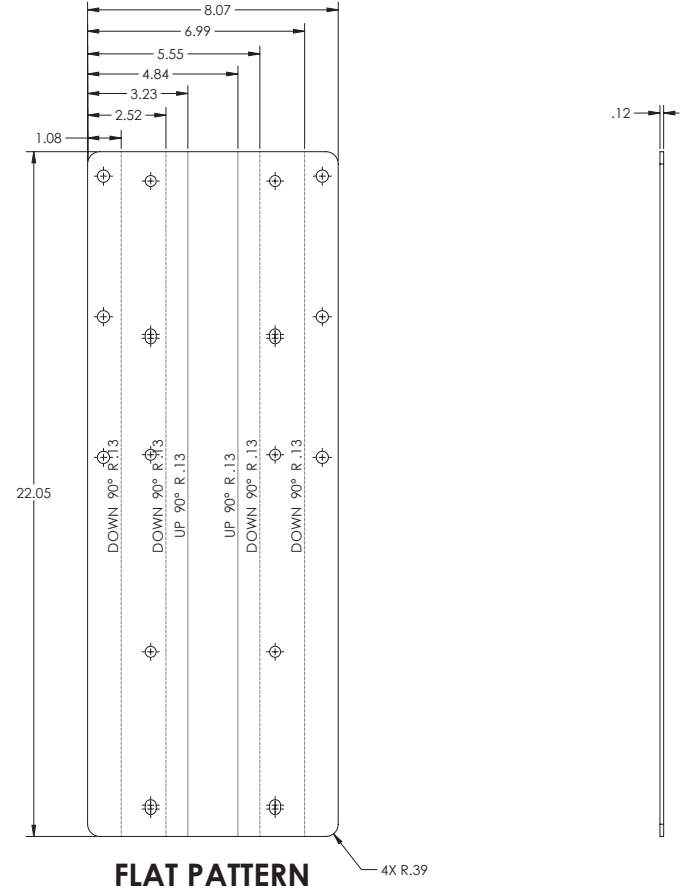 8.07
6.99
5.55
4.84
3.23
2.52
1.08
.12
22.05
DOWN 90° R .13
DOWN 90° R .13
UP 90° R .13
UP 90° R .13
DOWN 90° R .13
DOWN 90° R .13
4X R.39
FLAT PATTERN